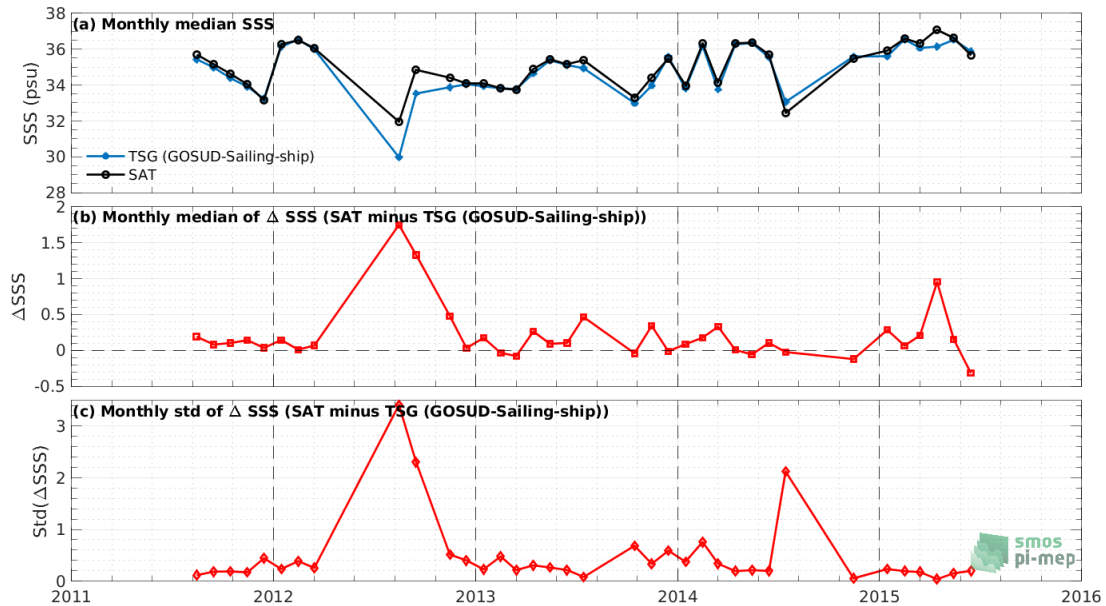 (a) Monthly median SSS
38
36
34
32
30
28
SSS (psu)
TSG (GOSUD-Sailing-ship)
SAT
(b) Monthly median of Δ SSS (SAT minus TSG (GOSUD-Sailing-ship))
2
1.5
1
0.5
0
-0.5
ΔSSS
(c) Monthly std of Δ SSS (SAT minus TSG (GOSUD-Sailing-ship))
3
2
1
0
Std(ΔSSS)
smos
pi-mep
2011 2012 2013 2014 2015 2016